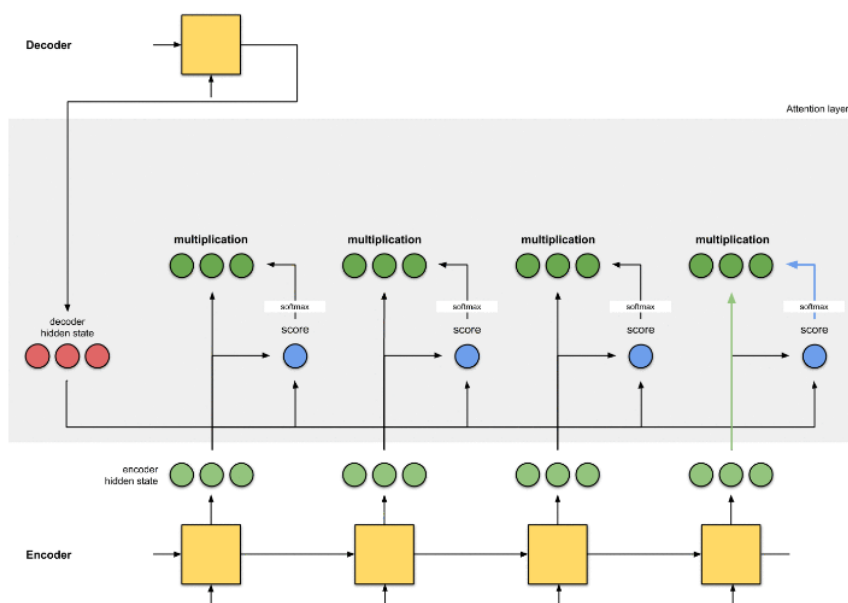 Decoder
Attention layer
multiplication multiplication multiplication multiplication
softmax softmax softmax softmax
decoder
hidden state
score score score score
encoder
hidden state
Encoder